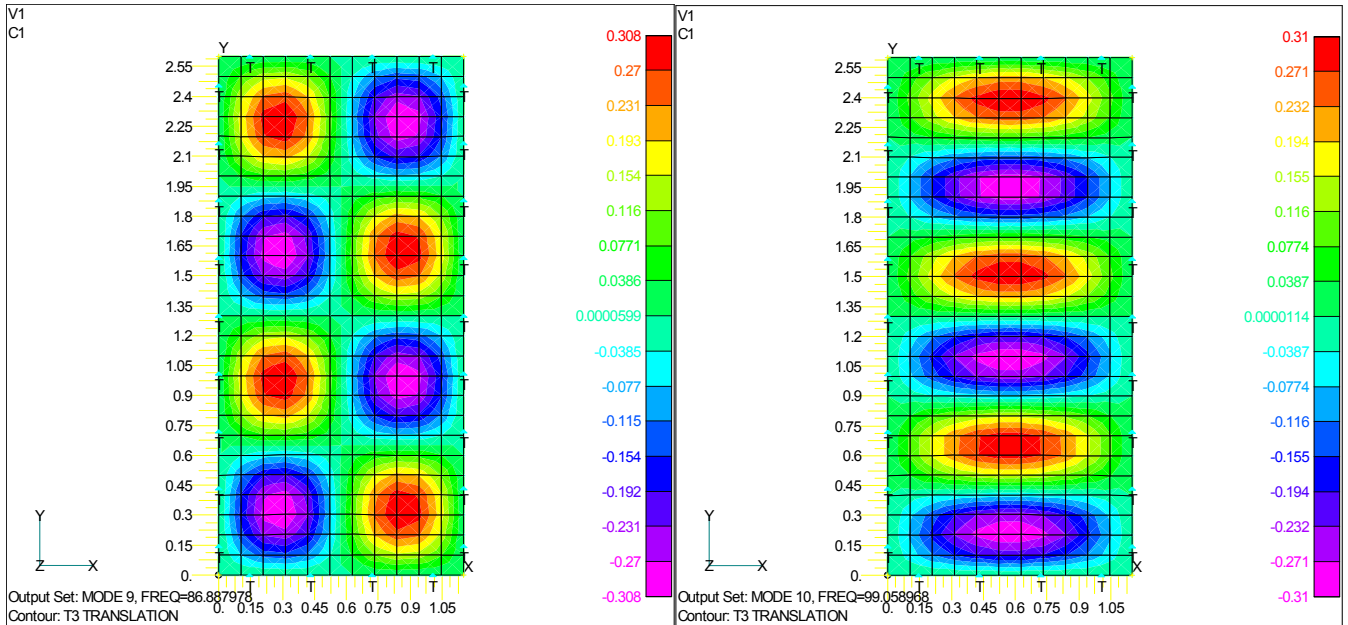 V1
C1
Y
T T T T
2.55
2.4
2.25
2.1
1.95
1.8
1.65
1.5
1.35
1.2
1.05
0.9
0.75
0.6
0.45
0.3
0.15
0.
T
T
T
T
T
T
T
T
T
T
T
T
X
T T T T
0. 0.15 0.3 0.45 0.6 0.75 0.9 1.05
Y
Z X
0.308
0.27
0.231
0.193
0.154
0.116
0.0771
0.0386
0.0000599
-0.0385
-0.077
-0.115
-0.154
-0.192
-0.231
-0.27
-0.308
Output Set: MODE 9, FREQ=86.887978
Contour: T3 TRANSLATION
V1
C1
Y
T T T T
2.55
2.4
2.25
2.1
1.95
1.8
1.65
1.5
1.35
1.2
1.05
0.9
0.75
0.6
0.45
0.3
0.15
0.
T
T
T
T
T
T
T
T
T
T
T
T
X
T T T T
0. 0.15 0.3 0.45 0.6 0.75 0.9 1.05
Y
Z X
0.31
0.271
0.232
0.194
0.155
0.116
0.0774
0.0387
0.0000114
-0.0387
-0.0774
-0.116
-0.155
-0.194
-0.232
-0.271
-0.31
Output Set: MODE 10, FREQ=99.058968
Contour: T3 TRANSLATION